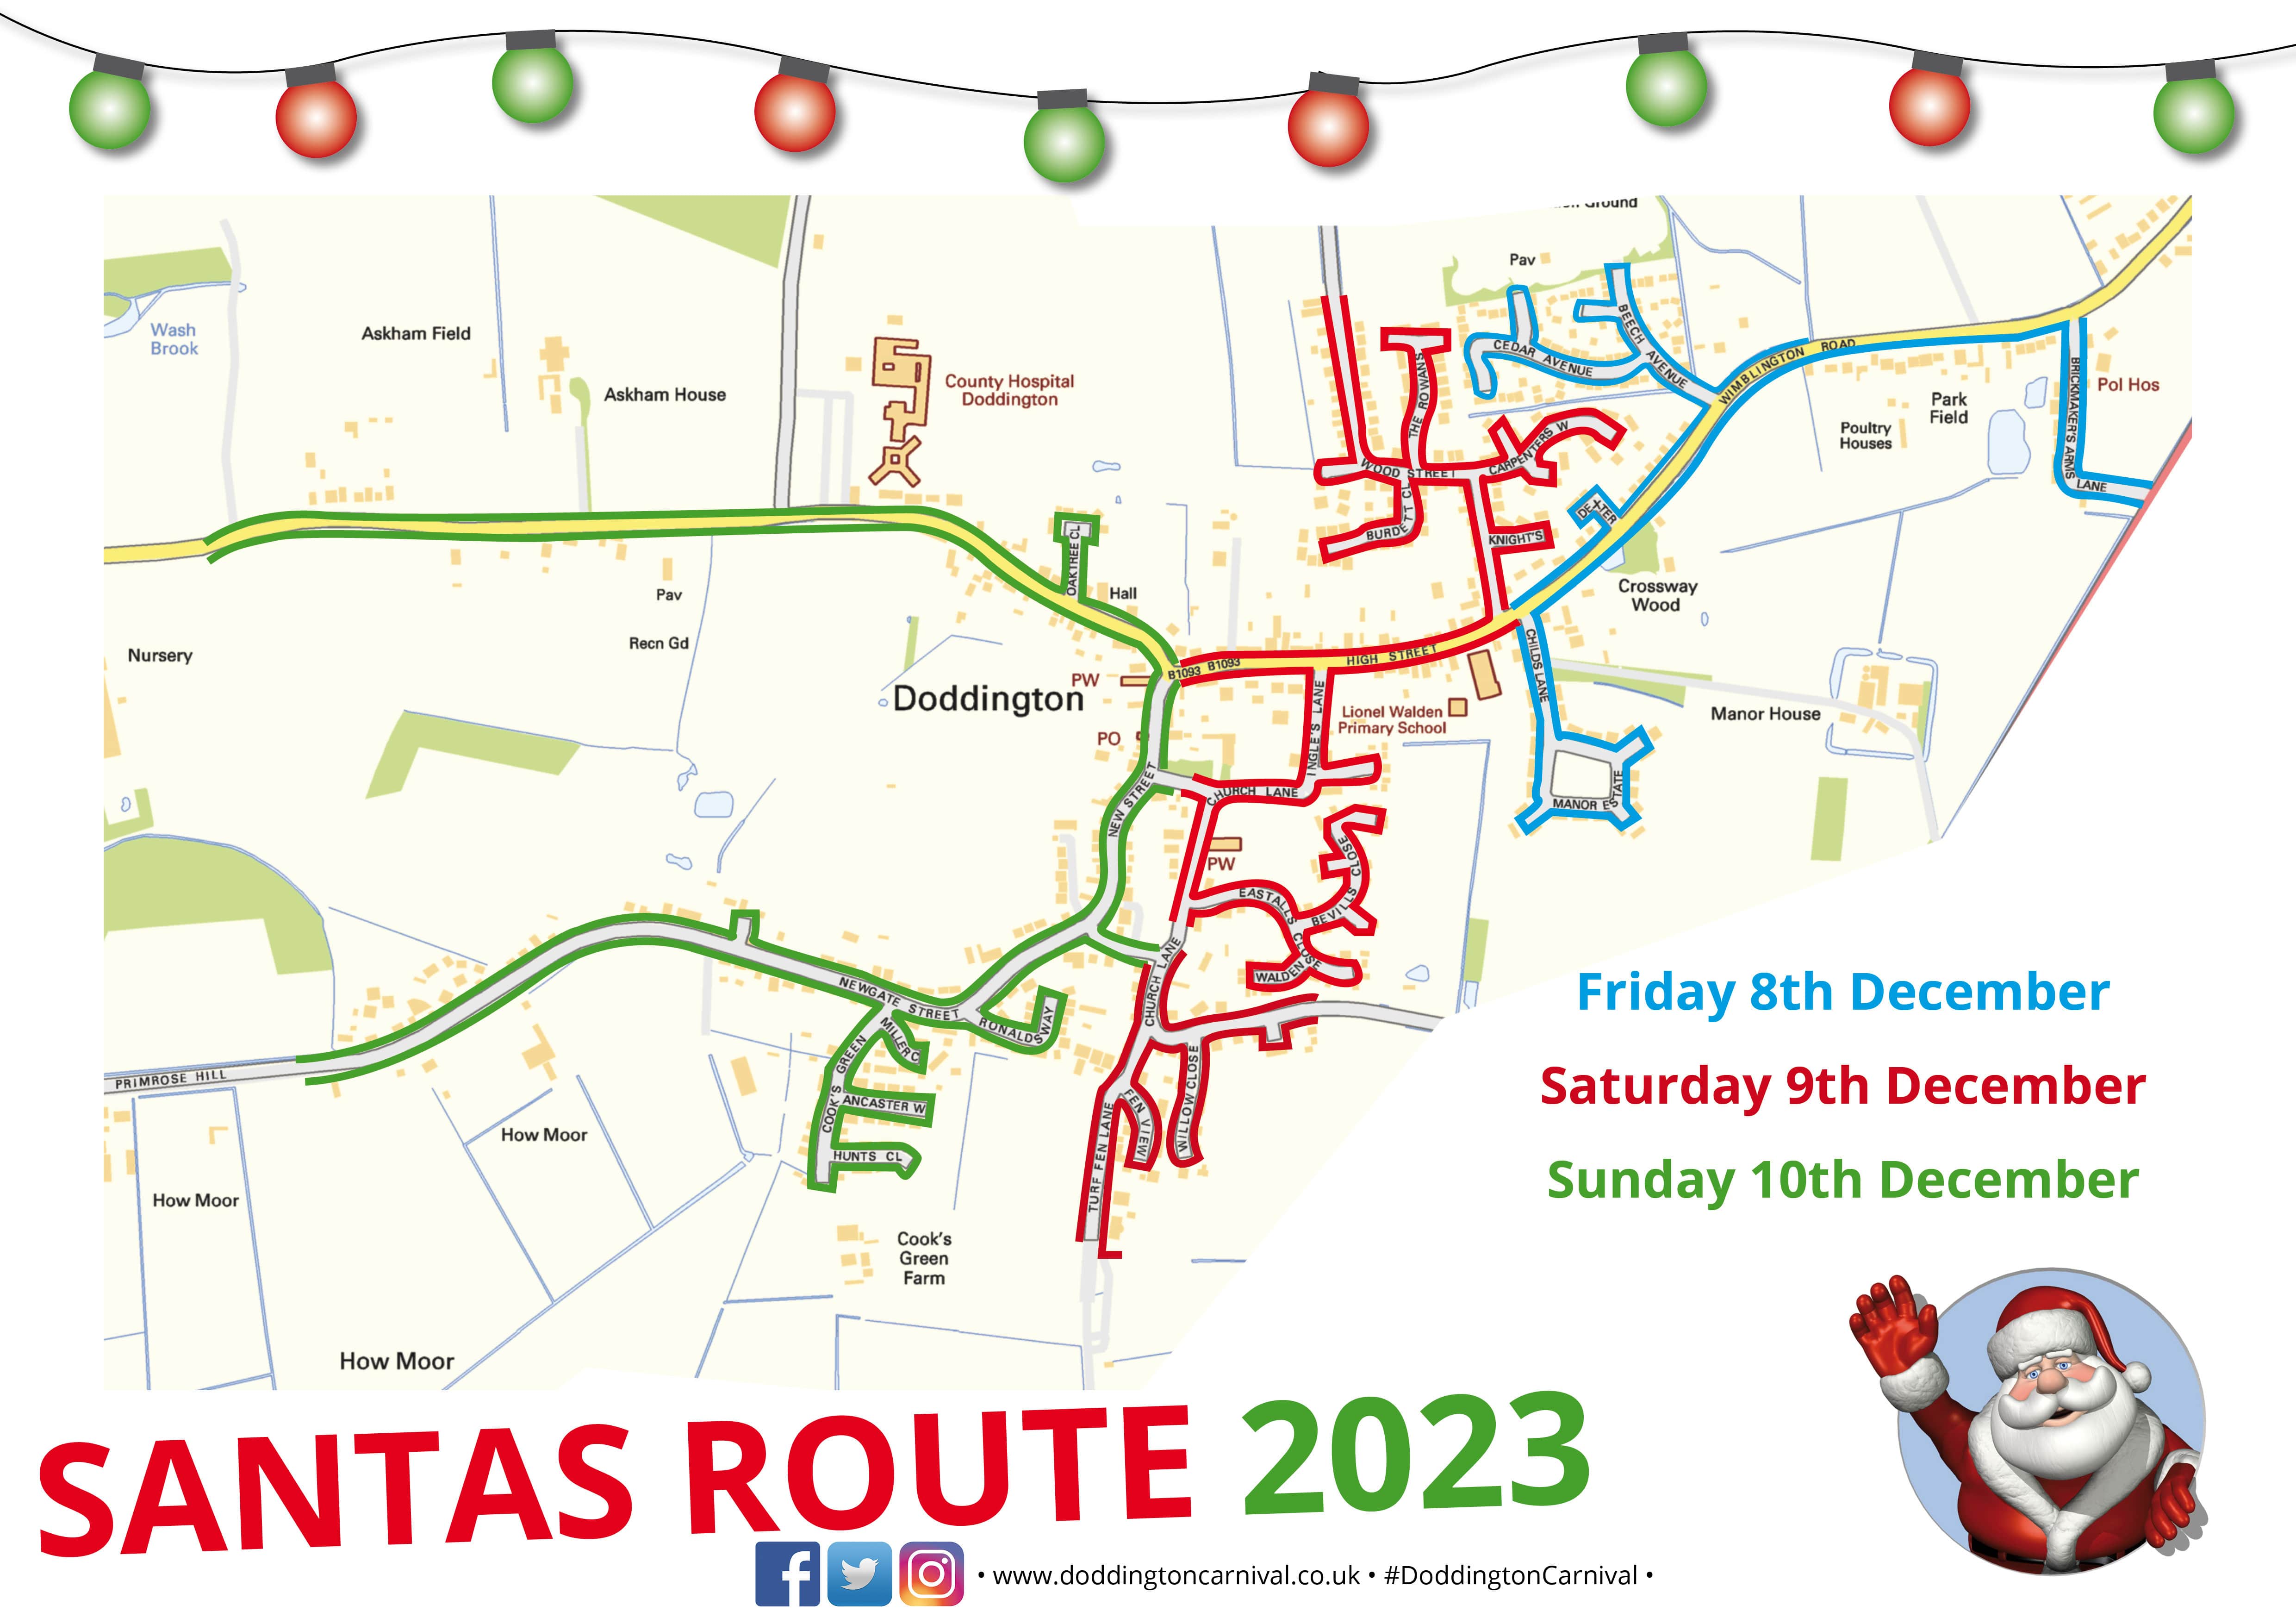 Ground
Pav
Wash
Brook
Askham Field
Askham House
County Hospital
Doddington
THE ROWANS
CEDAR AVENUE
BEECH AVENUE
WIMBLINGTON ROAD
BRICKMAKER'S ARMS
LANE
Pol Hos
Park
Field
Poultry
Houses
WOOD STREET
CARPENTERS W
BURDETT CL
KNIGHT'S
DEXTER
Crossway
Wood
OAKTREE CL
Hall
Pav
Recn Gd
Nursery
B1093 B1093
HIGH STREET
PW
Doddington
PO
INGLE'S LANE
Lionel Walden
Primary School
CHILDS LANE
Manor House
MANOR ESTATE
CHURCH LANE
NEW STREET
PW
EASTALLS CLOSE
BEVILLS CLOSE
WALDEN
CHURCH LANE
NEWGATE STREET
RONALDSWAY
MILLER C
COOK'S GREEN
ANCASTER W
HUNTS CL
FEN VIEW
WILLOW CLOSE
TURF FEN LANE
PRIMROSE HILL
How Moor
How Moor
Cook's
Green
Farm
How Moor
Friday 8th December
Saturday 9th December
Sunday 10th December
SANTAS ROUTE 2023
f
• www.doddingtoncarnival.co.uk • #DoddingtonCarnival •